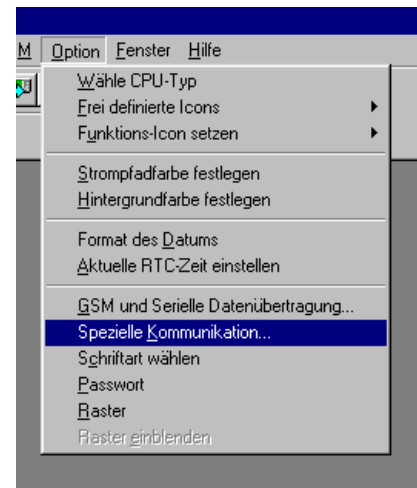 M Option Fenster Hilfe
Wähle CPU-Typ
Frei definierte Icons
Funktions-Icon setzen
Strompfadfarbe festlegen
Hintergrundfarbe festlegen
Format des Datums
Aktuelle RTC-Zeit einstellen
GSM und Serielle Datenübertragung...
Spezielle Kommunikation...
Schriftart wählen
Passwort
Raster
Raster einblenden